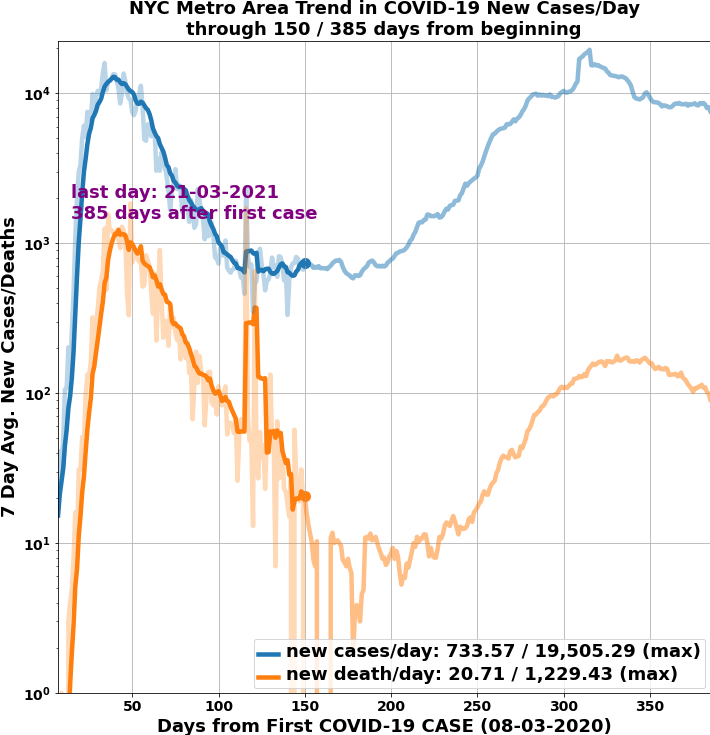 NYC Metro Area Trend in COVID-19 New Cases/Day
through 150 / 385 days from beginning
7 Day Avg. New Cases/Deaths
10⁴
10³
10²
10¹
10⁰
last day: 21-03-2021
385 days after first case
new cases/day: 733.57 / 19,505.29 (max)
new death/day: 20.71 / 1,229.43 (max)
50 100 150 200 250 300 350
Days from First COVID-19 CASE (08-03-2020)